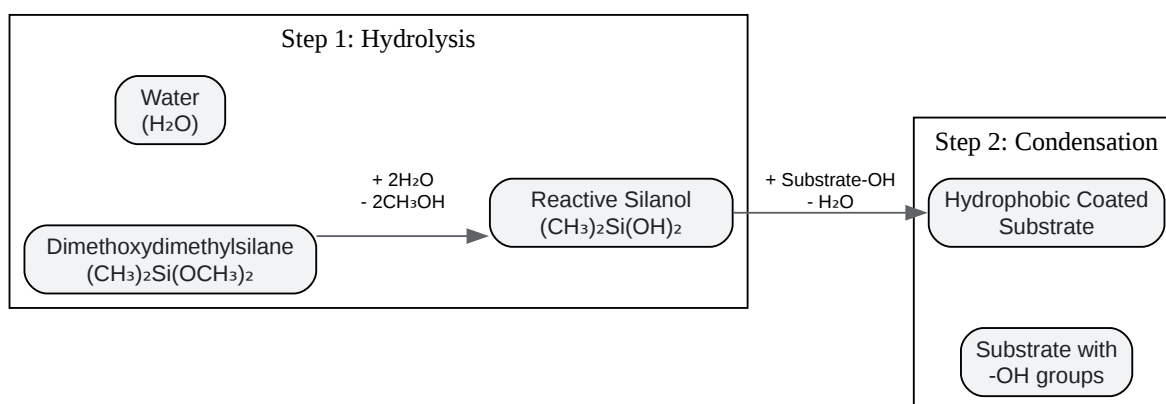 Step 1: Hydrolysis
Water
(H₂O)
Dimethoxydimethylsilane
(CH₃)₂Si(OCH₃)₂
+ 2H₂O
- 2CH₃OH
Reactive Silanol
(CH₃)₂Si(OH)₂
+ Substrate-OH
- H₂O
Step 2: Condensation
Hydrophobic Coated
Substrate
Substrate with
-OH groups